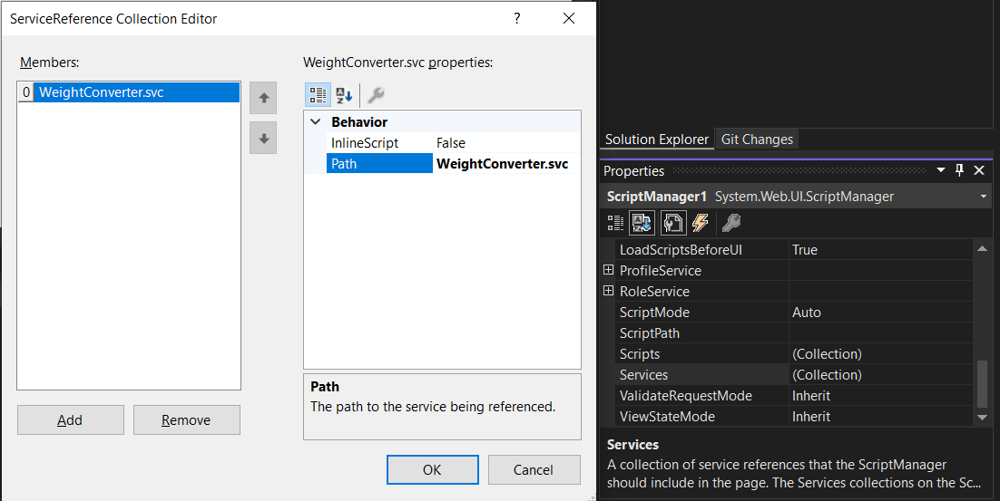 ServiceReference Collection Editor
?
Members:
0 WeightConverter.svc
Add
Remove
WeightConverter.svc properties:
Behavior
InlineScript False
Path WeightConverter.svc
Path
The path to the service being referenced.
OK
Cancel
Solution Explorer
Git Changes
Properties
ScriptManager1 System.Web.UI.ScriptManager
LoadScriptsBeforeUI True
ProfileService
RoleService
ScriptMode Auto
ScriptPath
Scripts (Collection)
Services (Collection)
ValidateRequestMode Inherit
ViewStateMode Inherit
Services
A collection of service references that the ScriptManager
should include in the page. The Services collections on the Sc...